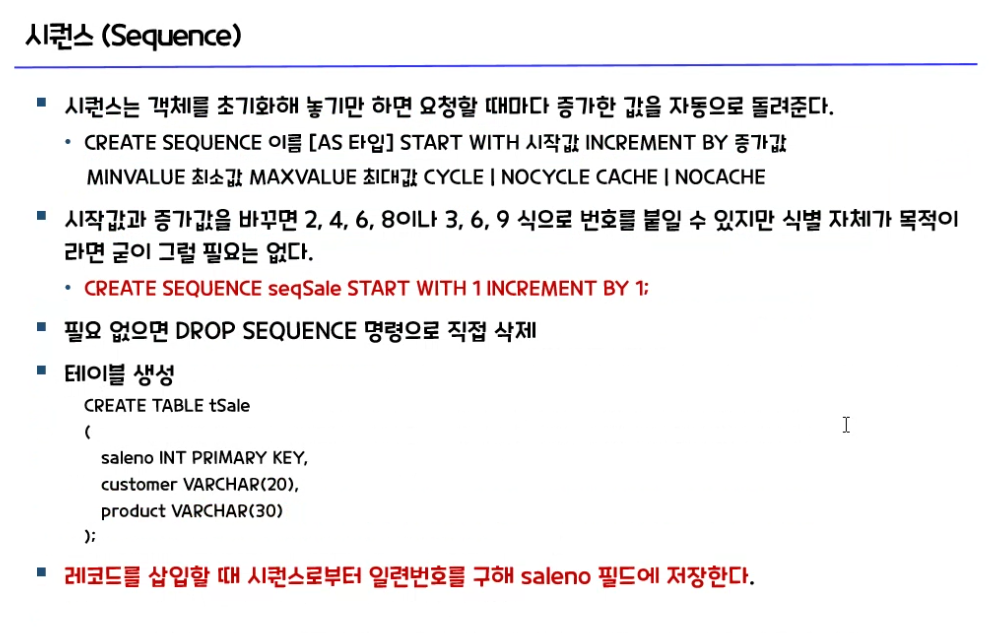 시퀀스 (Sequence)
시퀀스는 객체를 초기화해 놓기만 하면 요청할 때마다 증가한 값을 자동으로 돌려준다.
CREATE SEQUENCE 이름 [AS 타입] START WITH 시작값 INCREMENT BY 증가값
MINVALUE 최소값 MAXVALUE 최대값 CYCLE | NOCYCLE CACHE | NOCACHE
시작값과 증가값을 바꾸면 2, 4, 6, 8이나 3, 6, 9 식으로 번호를 붙일 수 있지만 식별 자체가 목적이
라면 굳이 그럴 필요는 없다.
CREATE SEQUENCE seqSale START WITH 1 INCREMENT BY 1;
필요 없으면 DROP SEQUENCE 명령으로 직접 삭제
테이블 생성
CREATE TABLE tSale
(
saleno INT PRIMARY KEY,
customer VARCHAR(20),
product VARCHAR(30)
);
레코드를 삽입할 때 시퀀스로부터 일련번호를 구해 saleno 필드에 저장한다.